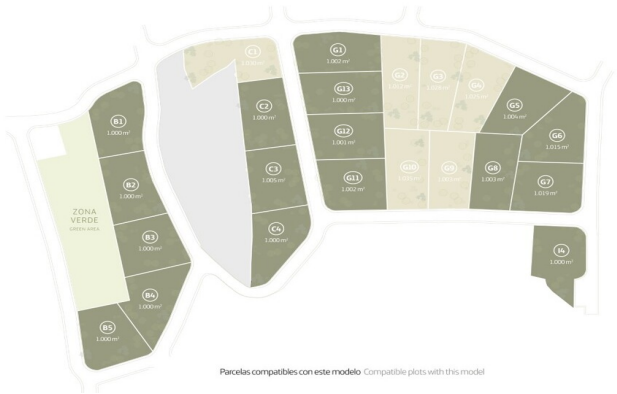 C1
G1
1.002 m²
G2
G3
G4
G13
1.000 m²
G5
1.004 m²
C2
1.000 m²
B1
1.000 m²
G12
1.001 m²
G6
1.015 m²
C3
1.005 m²
G11
1.002 m²
G10
G9
G8
1.003 m²
G7
1.019 m²
B2
1.000 m²
ZONA
VERDE
GREEN AREA
B3
1.000 m²
C4
1.000 m²
I4
1.000 m²
B4
1.000 m²
B5
1.000 m²
Parcelas compatibles con este modelo Compatible plots with this model